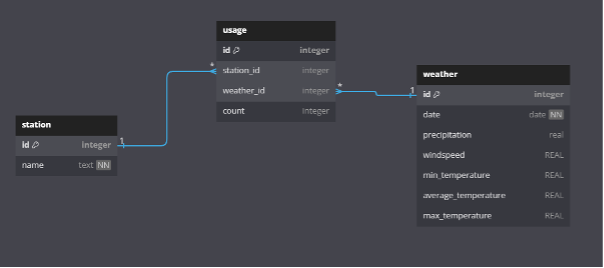 usage
id integer
station_id integer
weather_id integer
count integer
*
*
weather
id integer
date date NN
precipitation real
windspeed REAL
min_temperature REAL
average_temperature REAL
max_temperature REAL
1
station
id integer
name text NN
1